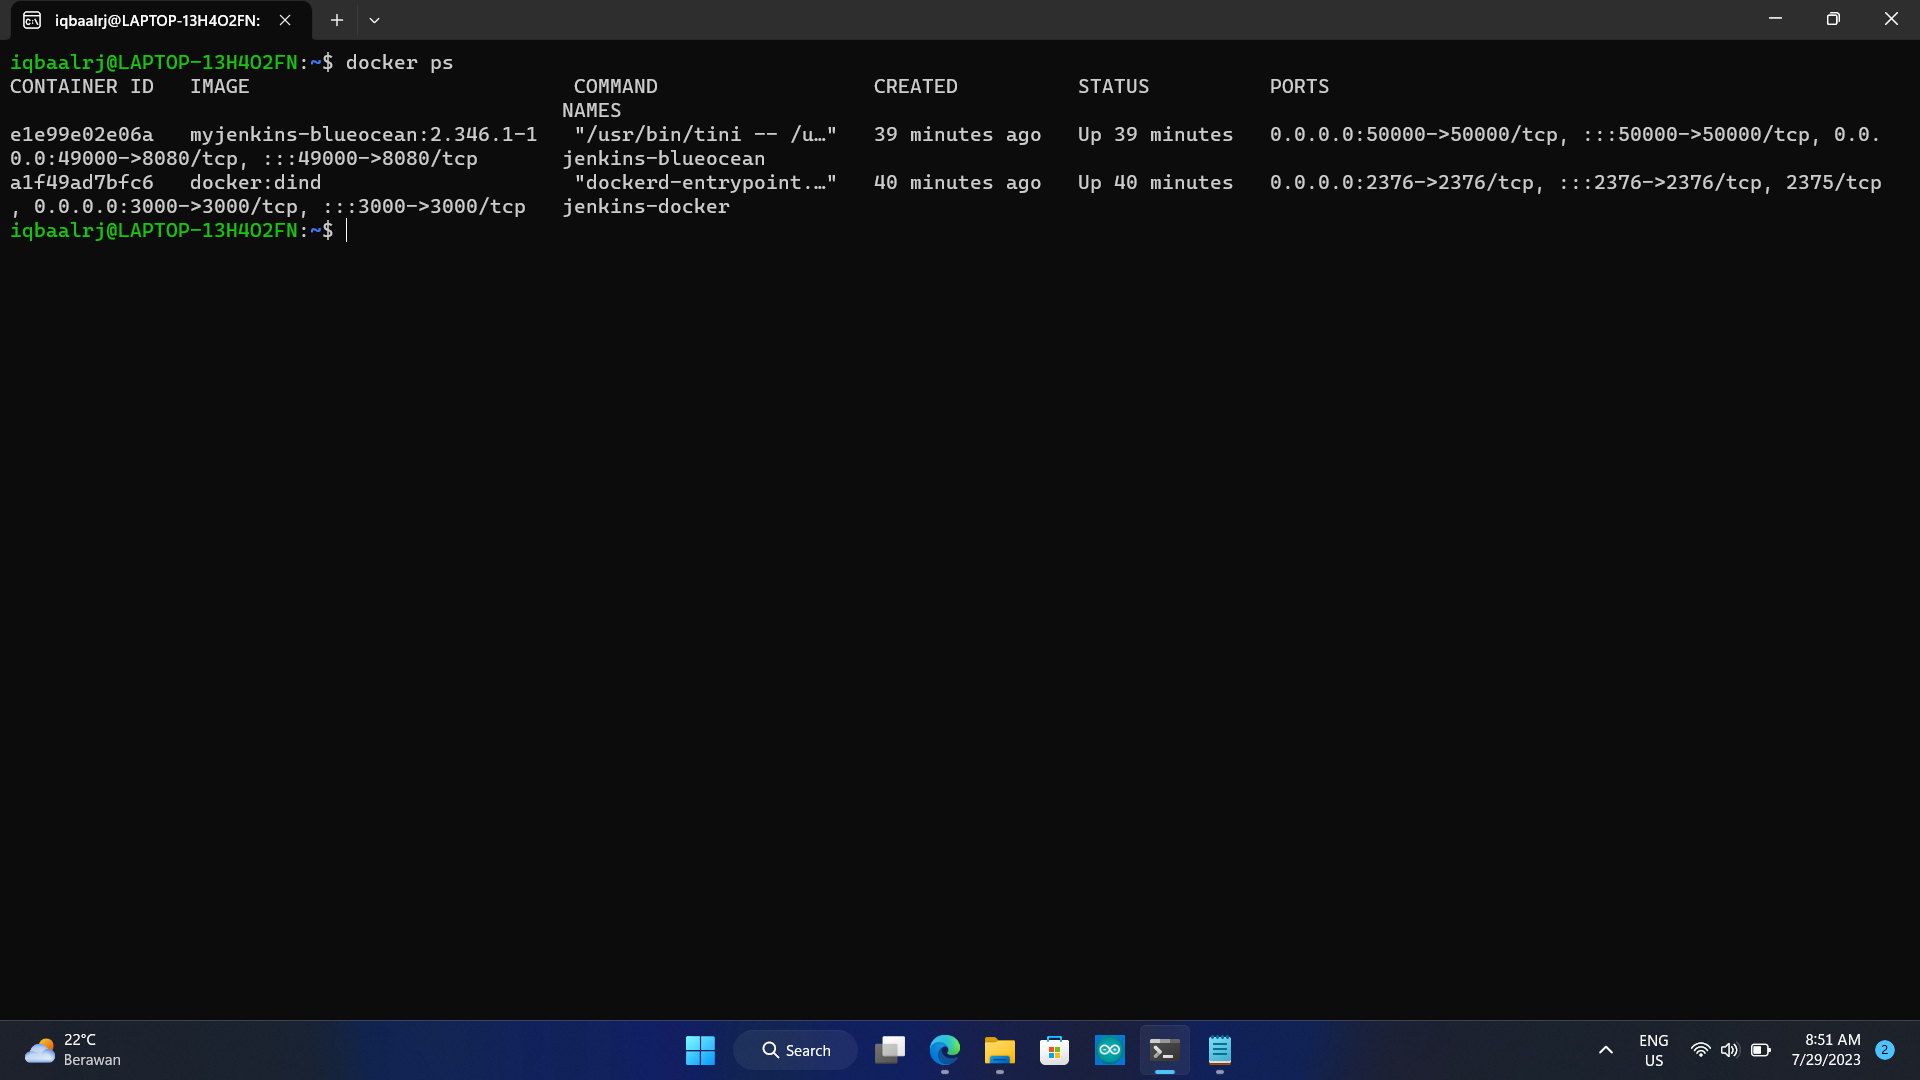 iqbaalrj@LAPTOP-13H4O2FN:
iqbaalrj@LAPTOP-13H4O2FN:~$ docker ps
CONTAINER ID   IMAGE                           COMMAND                  CREATED          STATUS          PORTS
NAMES
e1e99e02e06a   myjenkins-blueocean:2.346.1-1   "/usr/bin/tini -- /u…"   39 minutes ago   Up 39 minutes   0.0.0.0:50000->50000/tcp, :::50000->50000/tcp, 0.0.
0.0:49000->8080/tcp, :::49000->8080/tcp       jenkins-blueocean
a1f49ad7bfc6   docker:dind                     "dockerd-entrypoint.…"   40 minutes ago   Up 40 minutes   0.0.0.0:2376->2376/tcp, :::2376->2376/tcp, 2375/tcp
, 0.0.0.0:3000->3000/tcp, :::3000->3000/tcp   jenkins-docker
iqbaalrj@LAPTOP-13H4O2FN:~$
22°C
Berawan
Search
ENG
US
8:51 AM
7/29/2023
2